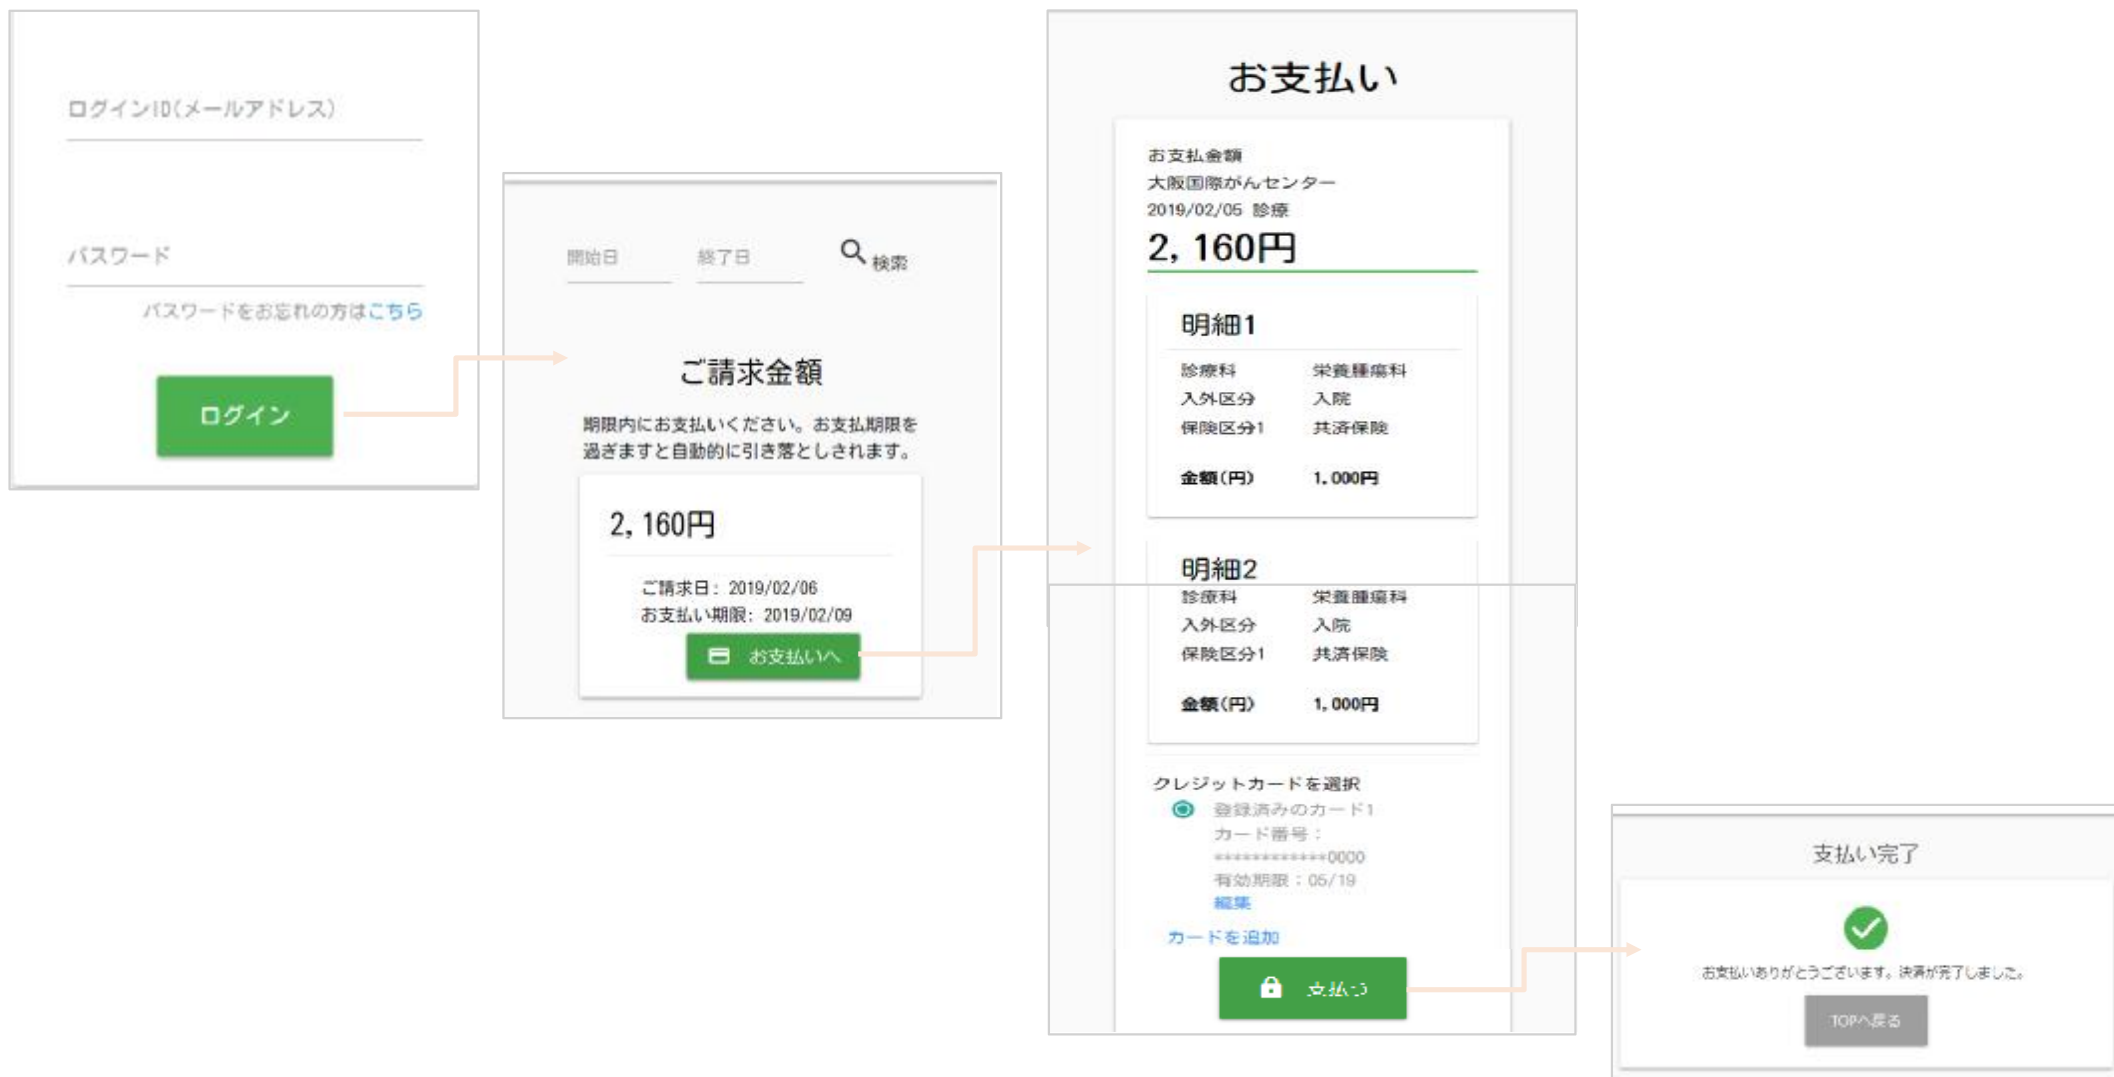 ログインID(メールアドレス)
パスワード
パスワードをお忘れの方はこちら
ログイン
開始日
終了日
検索
ご請求金額
期限内にお支払いください。お支払期限を
過ぎますと自動的に引き落としされます。
2,160円
ご請求日: 2019/02/06
お支払い期限: 2019/02/09
お支払いへ
お支払い
お支払金額
大阪国際がんセンター
2019/02/05 診療
2,160円
明細1
診療科 栄養腫瘍科
入外区分 入院
保険区分1 共済保険
金額(円) 1,000円
明細2
診療科 栄養腫瘍科
入外区分 入院
保険区分1 共済保険
金額(円) 1,000円
クレジットカードを選択
登録済みのカード1
カード番号:
************0000
有効期限:05/19
編集
カードを追加
支払う
支払い完了
お支払いありがとうございます。決済が完了しました。
TOPへ戻る